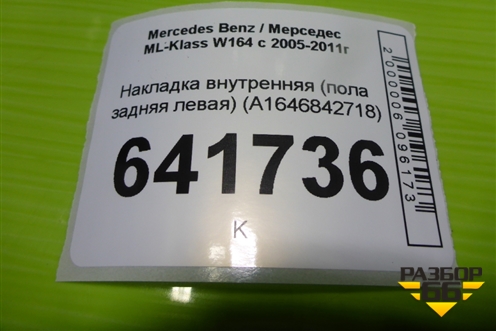 Mercedes Benz / Мерседес
ML-Klass W164 с 2005-2011г
Накладка внутренняя (пола
задняя левая) (A1646842718)
641736
К
2000006096173
РАЗБОР
66